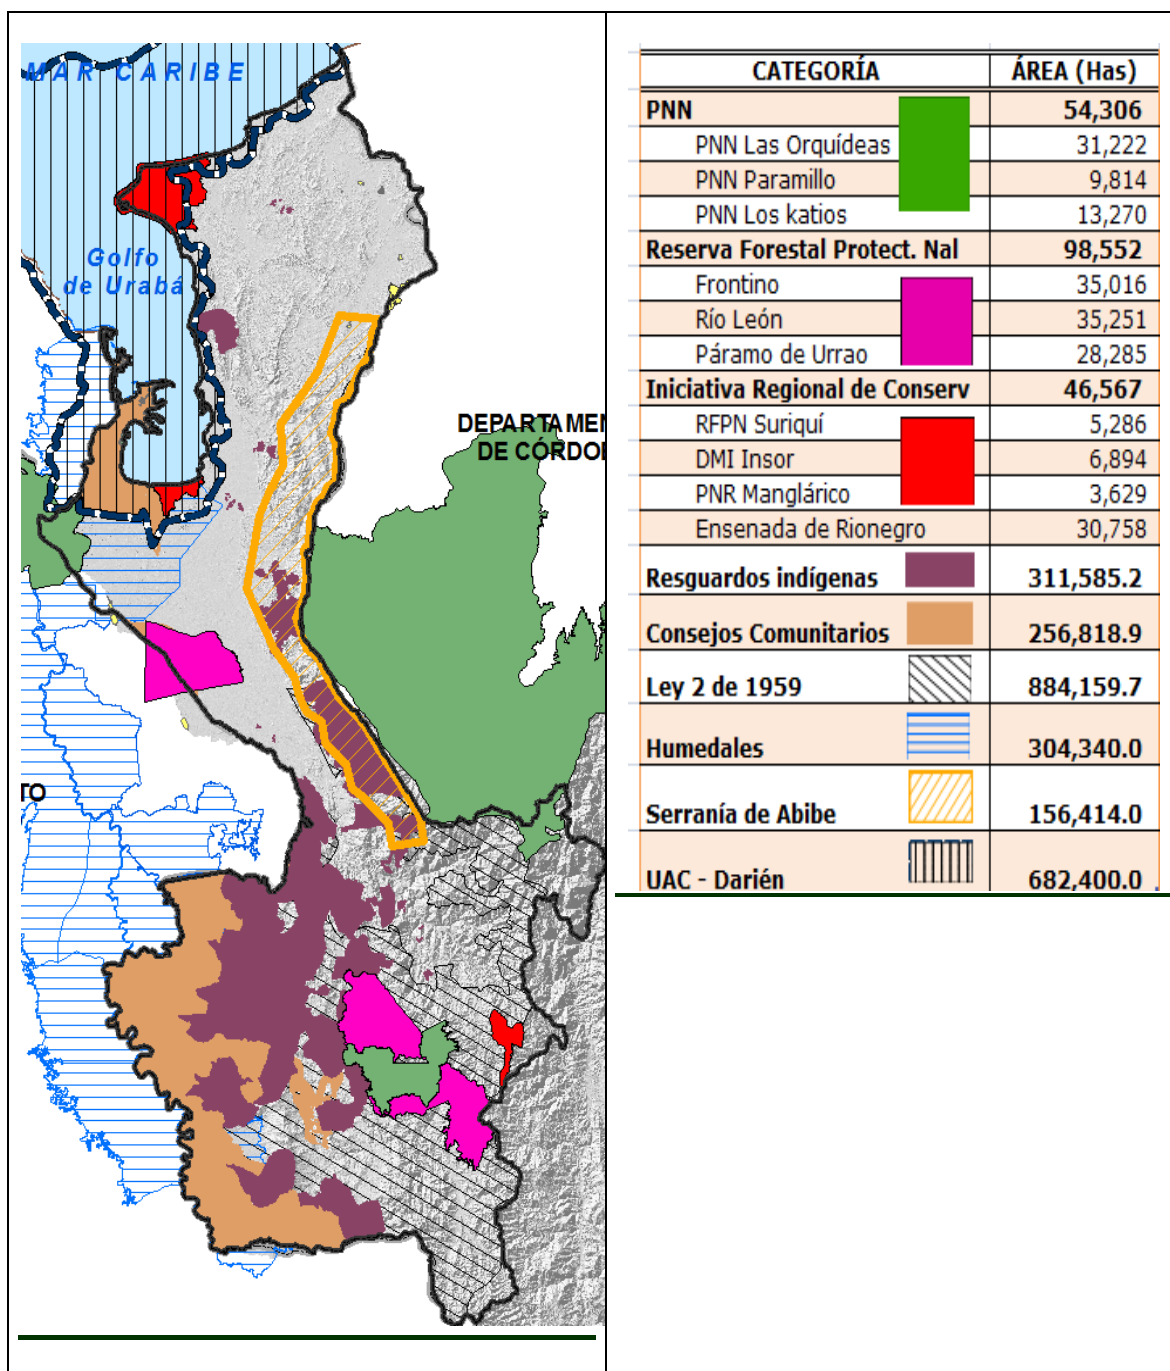 MAR CARIBE
Golfo
de Urabá
DEPARTAMEN
DE CÓRDO
TO
CATEGORÍA ÁREA (Has)
PNN 54,306
PNN Las Orquídeas 31,222
PNN Paramillo 9,814
PNN Los katios 13,270
Reserva Forestal Protect. Nal 98,552
Frontino 35,016
Río León 35,251
Páramo de Urrao 28,285
Iniciativa Regional de Conserv 46,567
RFPN Suriquí 5,286
DMI Insor 6,894
PNR Manglárico 3,629
Ensenada de Rionegro 30,758
Resguardos indígenas 311,585.2
Consejos Comunitarios 256,818.9
Ley 2 de 1959 884,159.7
Humedales 304,340.0
Serranía de Abibe 156,414.0
UAC - Darién 682,400.0